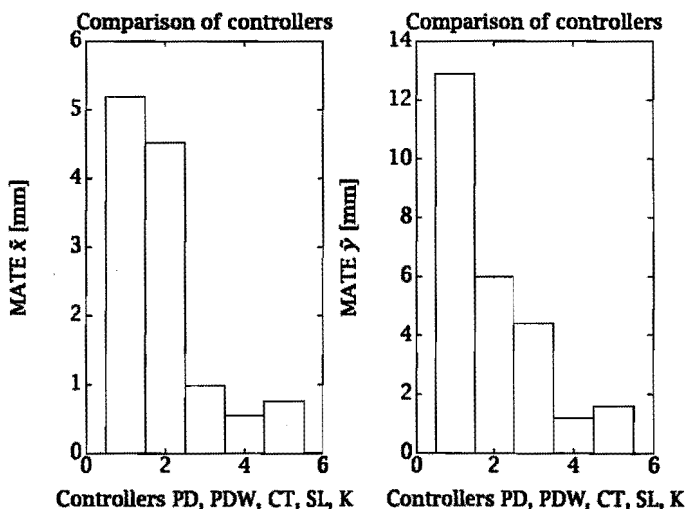 Comparison of controllers
6
5
4
3
2
1
0
0 2 4 6
MATE x̃ [mm]
Controllers PD, PDW, CT, SL, K
Comparison of controllers
14
12
10
8
6
4
2
0
0 2 4 6
MATE ỹ [mm]
Controllers PD, PDW, CT, SL, K